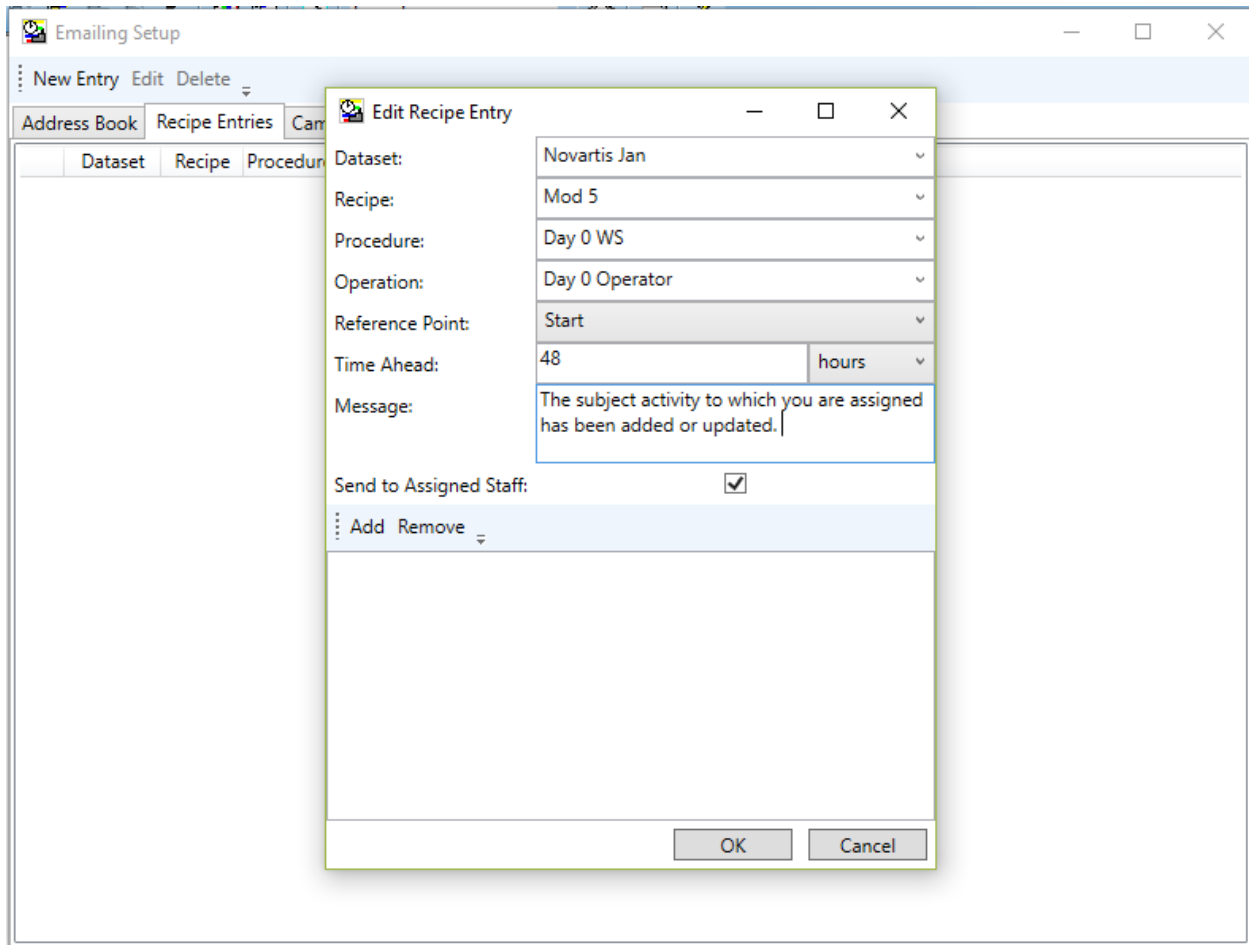 Emailing Setup
New Entry Edit Delete
Address Book Recipe Entries
Dataset Recipe
Edit Recipe Entry
Dataset: Novartis Jan
Recipe: Mod 5
Procedure: Day 0 WS
Operation: Day 0 Operator
Reference Point: Start
Time Ahead: 48 hours
Message: The subject activity to which you are assigned
has been added or updated.
Send to Assigned Staff:
Add Remove
OK Cancel